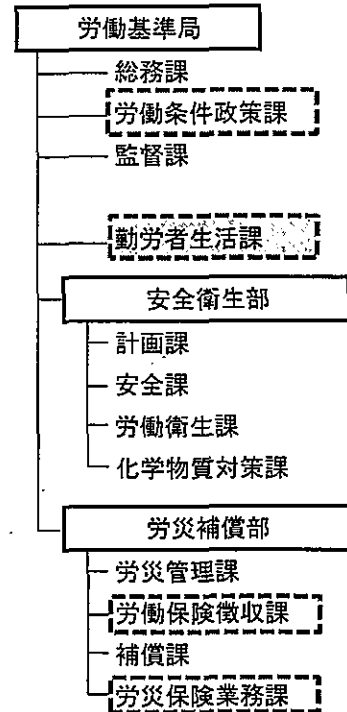 労働基準局
総務課
労働条件政策課
監督課
勤労者生活課
安全衛生部
計画課
安全課
労働衛生課
化学物質対策課
労災補償部
労災管理課
労働保険徴収課
補償課
労災保険業務課